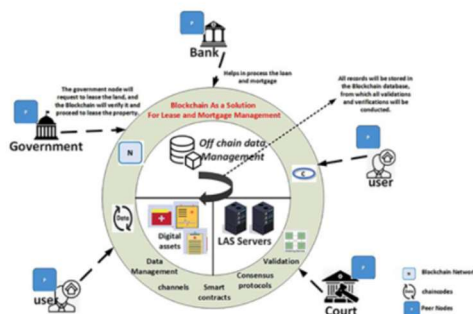 P
Bank
Helps in process the loan
and mortgage
All records will be stored in
the Blockchain database,
from which all validations
and verifications will be
conducted.
The government node will
request to lease the land, and
the Blockchain will verify it and
proceed to lease the property.
P
Government
Blockchain As a Solution
For Lease and Mortgage Management
N
Off chain data
Management
P
user
C
Data
Digital
assets
LAS Servers
Data
Management
Validation
channels
Smart
contracts
Consensus
protocols
P
user
P
Court
N
Blockchain Network
Data
chaincodes
P
Peer Nodes